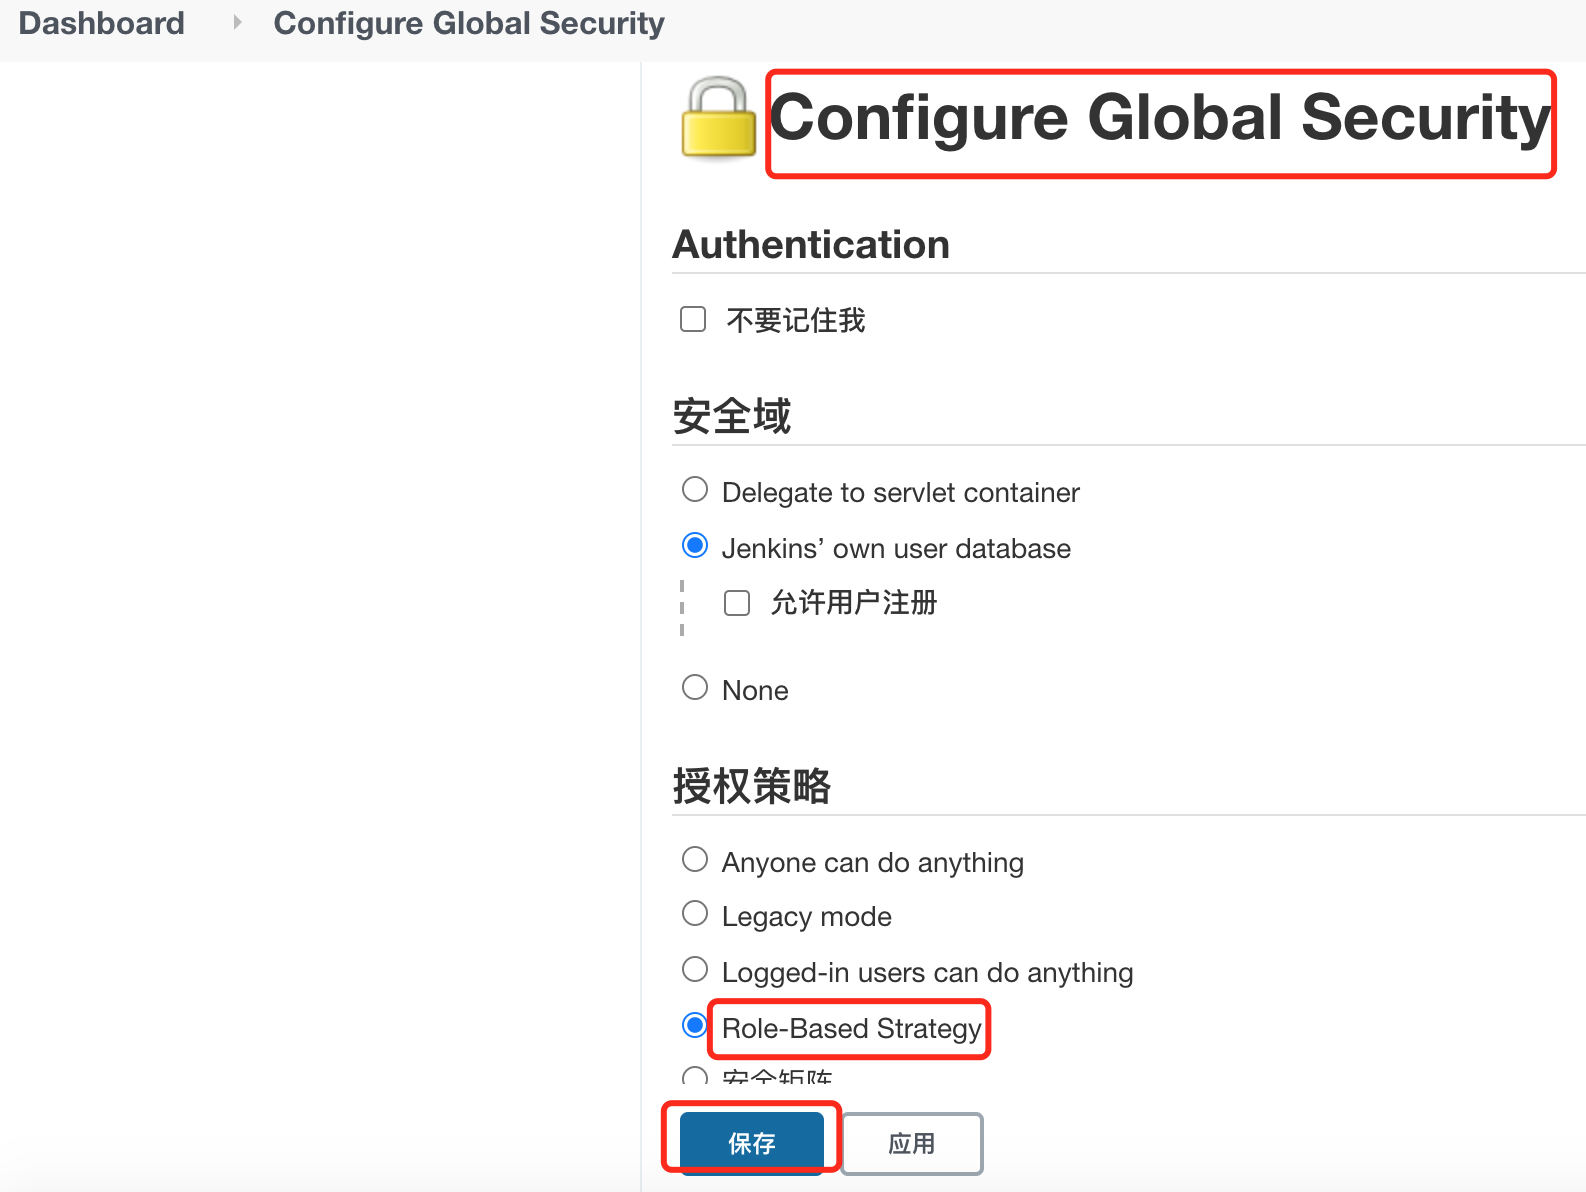 Dashboard
Configure Global Security
Configure Global Security
Authentication
不要记住我
安全域
Delegate to servlet container
Jenkins’ own user database
允许用户注册
None
授权策略
Anyone can do anything
Legacy mode
Logged-in users can do anything
Role-Based Strategy
安全矩阵
保存
应用